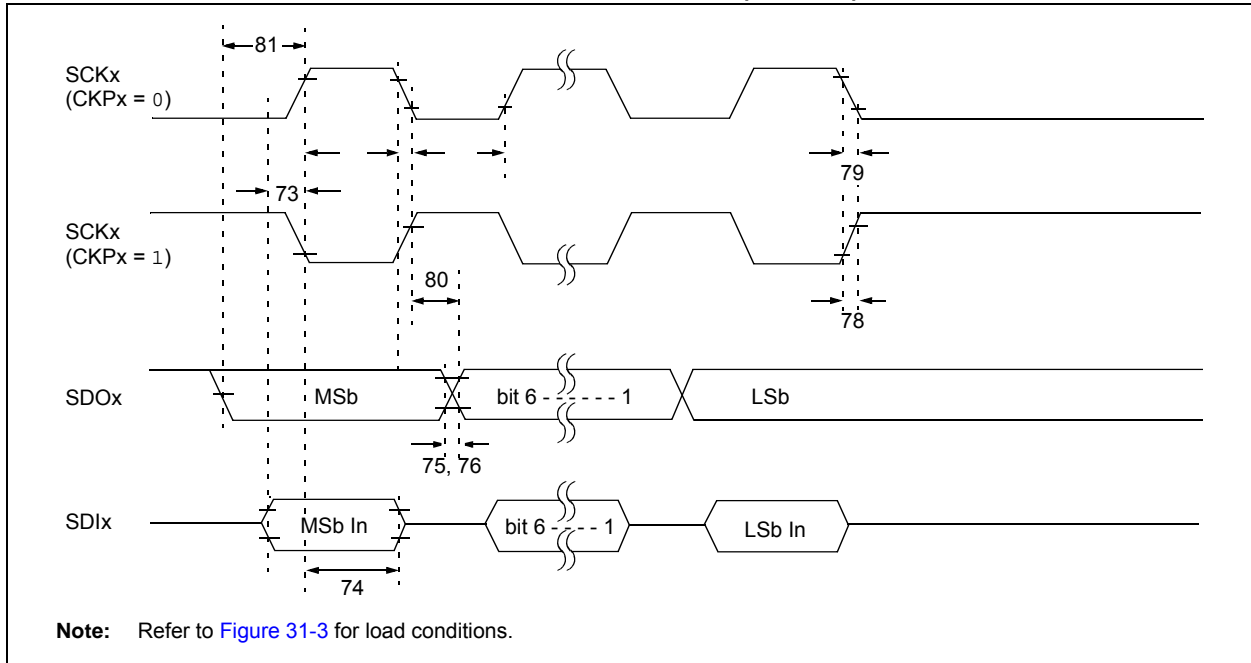 81
SCKx
(CKPx = 0)
79
73
SCKx
(CKPx = 1)
80
78
SDOx
MSb
bit 6 - - - - - - 1
LSb
75, 76
SDIx
MSb In
bit 6 - - - - 1
LSb In
74
Note: Refer to Figure 31-3 for load conditions.